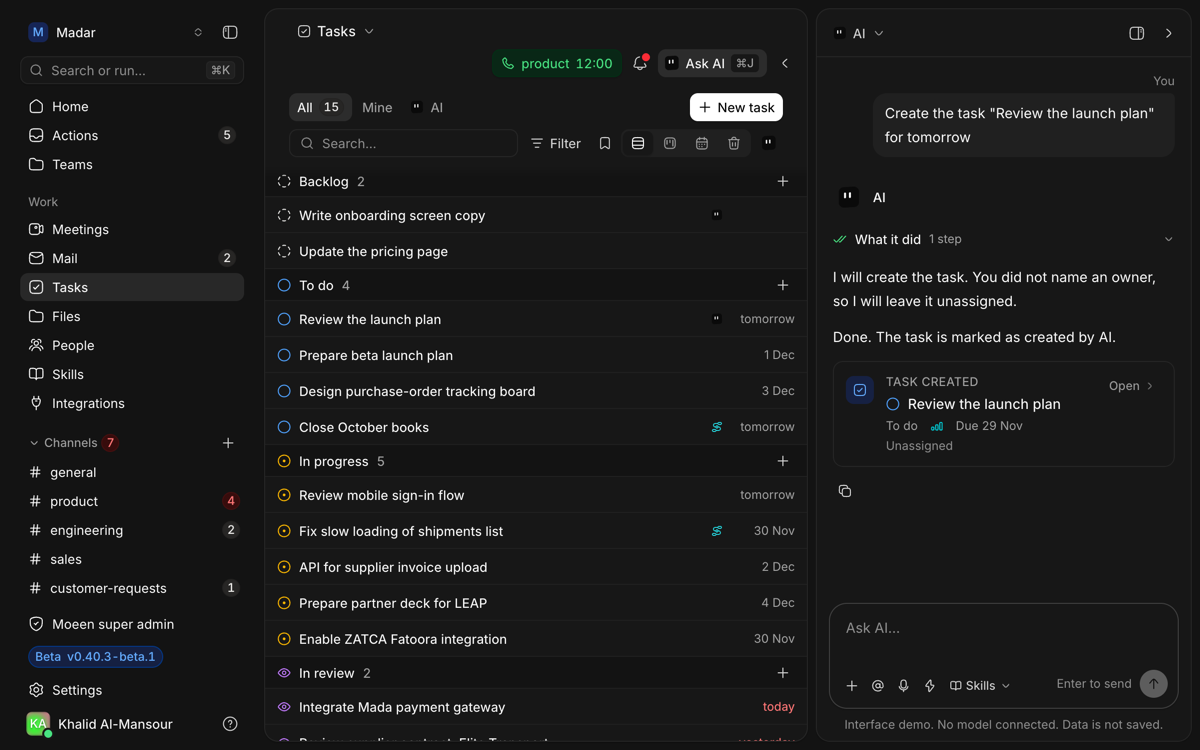 M Madar
Search or run... ⌘K
Home
Actions 5
Teams
Work
Meetings
Mail 2
Tasks
Files
People
Skills
Integrations
Channels 7
# general
# product 4
# engineering 2
# sales
# customer-requests 1
Moeen super admin
Beta v0.40.3-beta.1
Settings
KA Khalid Al-Mansour
Tasks
product 12:00
Ask AI ⌘J
All 15 Mine AI
New task
Search... Filter
Backlog 2
Write onboarding screen copy
Update the pricing page
To do 4
Review the launch plan tomorrow
Prepare beta launch plan 1 Dec
Design purchase-order tracking board 3 Dec
Close October books tomorrow
In progress 5
Review mobile sign-in flow tomorrow
Fix slow loading of shipments list 30 Nov
API for supplier invoice upload 2 Dec
Prepare partner deck for LEAP 4 Dec
Enable ZATCA Fatoora integration 30 Nov
In review 2
Integrate Mada payment gateway today
AI
You
Create the task "Review the launch plan"
for tomorrow
AI
What it did 1 step
I will create the task. You did not name an owner,
so I will leave it unassigned.
Done. The task is marked as created by AI.
TASK CREATED
Open
Review the launch plan
To do Due 29 Nov
Unassigned
Ask AI...
@ Skills Enter to send
Interface demo. No model connected. Data is not saved.